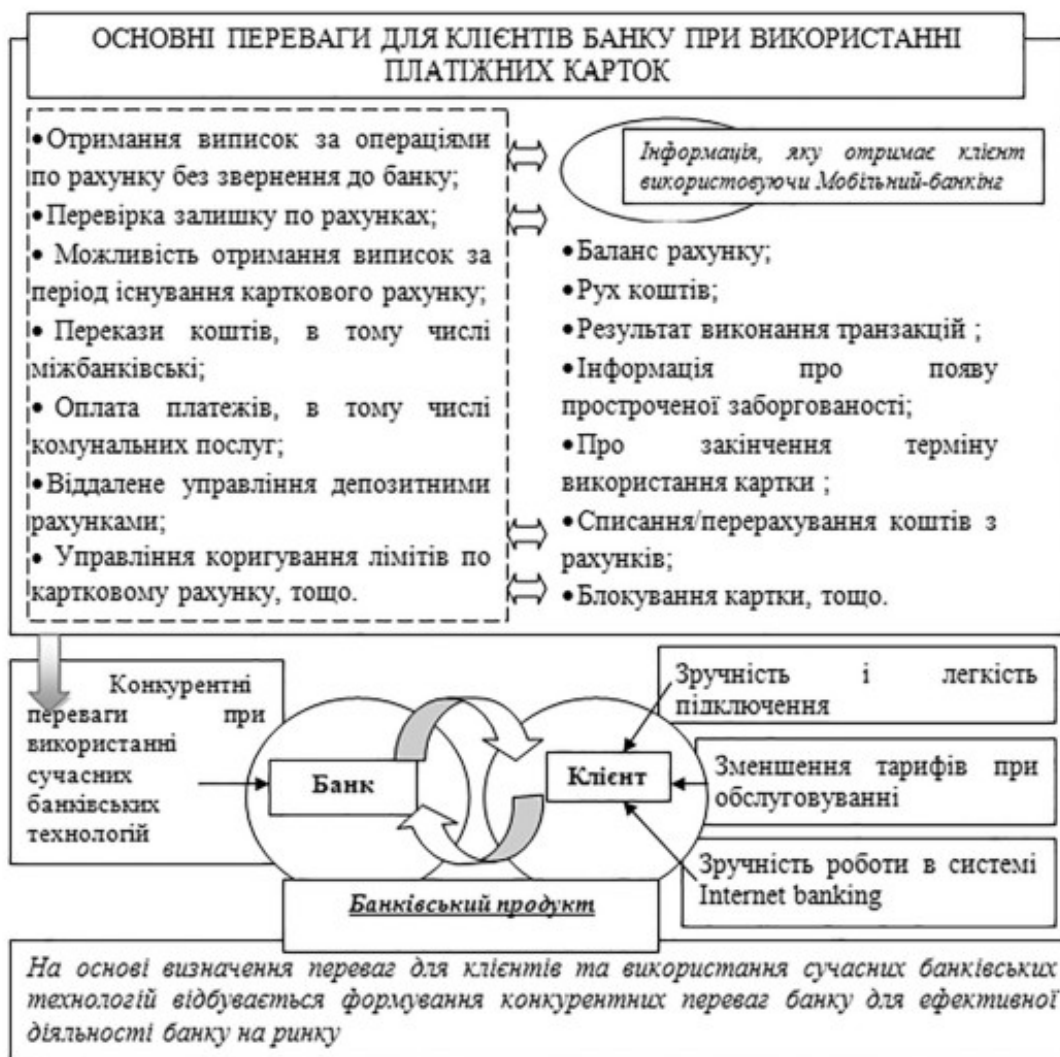 ОСНОВНІ ПЕРЕВАГИ ДЛЯ КЛІЄНТІВ БАНКУ ПРИ ВИКОРИСТАННІ
ПЛАТІЖНИХ КАРТОК
•Отримання виписок за операціями
по рахунку без звернення до банку;
•Перевірка залишку по рахунках;
• Можливість отримання виписок за
період існування карткового рахунку;
• Перекази коштів, в тому числі
міжбанківські;
• Оплата платежів, в тому числі
комунальних послуг;
•Віддалене управління депозитними
рахунками;
• Управління коригування лімітів по
картковому рахунку, тощо.
Інформація, яку отримає клієнт
використовуючи Мобільний-банкінг
•Баланс рахунку;
•Рух коштів;
•Результат виконання транзакцій ;
•Інформація про появу
простроченої заборгованості;
•Про закінчення терміну
використання картки ;
•Списання/перерахування коштів з
рахунків;
•Блокування картки, тощо.
Конкурентні
переваги при
використанні
сучасних
банківських
технологій
Банк
Клієнт
Зручність і легкість
підключення
Зменшення тарифів при
обслуговуванні
Зручність роботи в системі
Internet banking
Банківський продукт
На основі визначення переваг для клієнтів та використання сучасних банківських
технологій відбувається формування конкурентних переваг банку для ефективної
діяльності банку на ринку